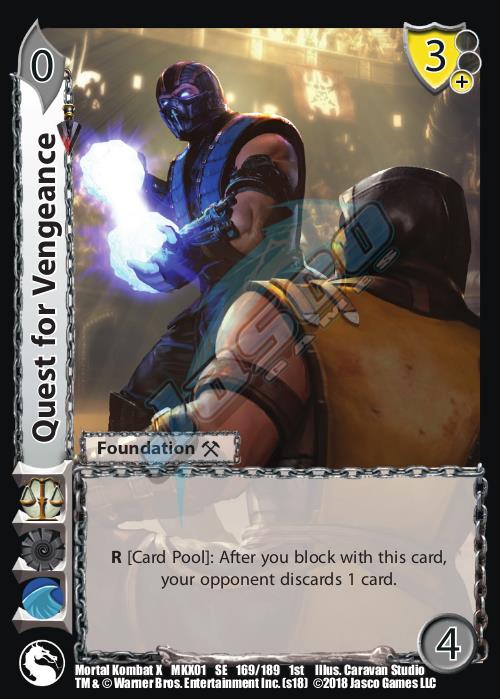 0
3
+
Quest for Vengeance
JASCO
GAMES
Foundation
R [Card Pool]: After you block with this card,
your opponent discards 1 card.
4
Mortal Kombat X MKX01 SE 169/189 1st Illus. Caravan Studio
TM & © Warner Bros. Entertainment Inc. (s18) ©2018 Jasco Games LLC